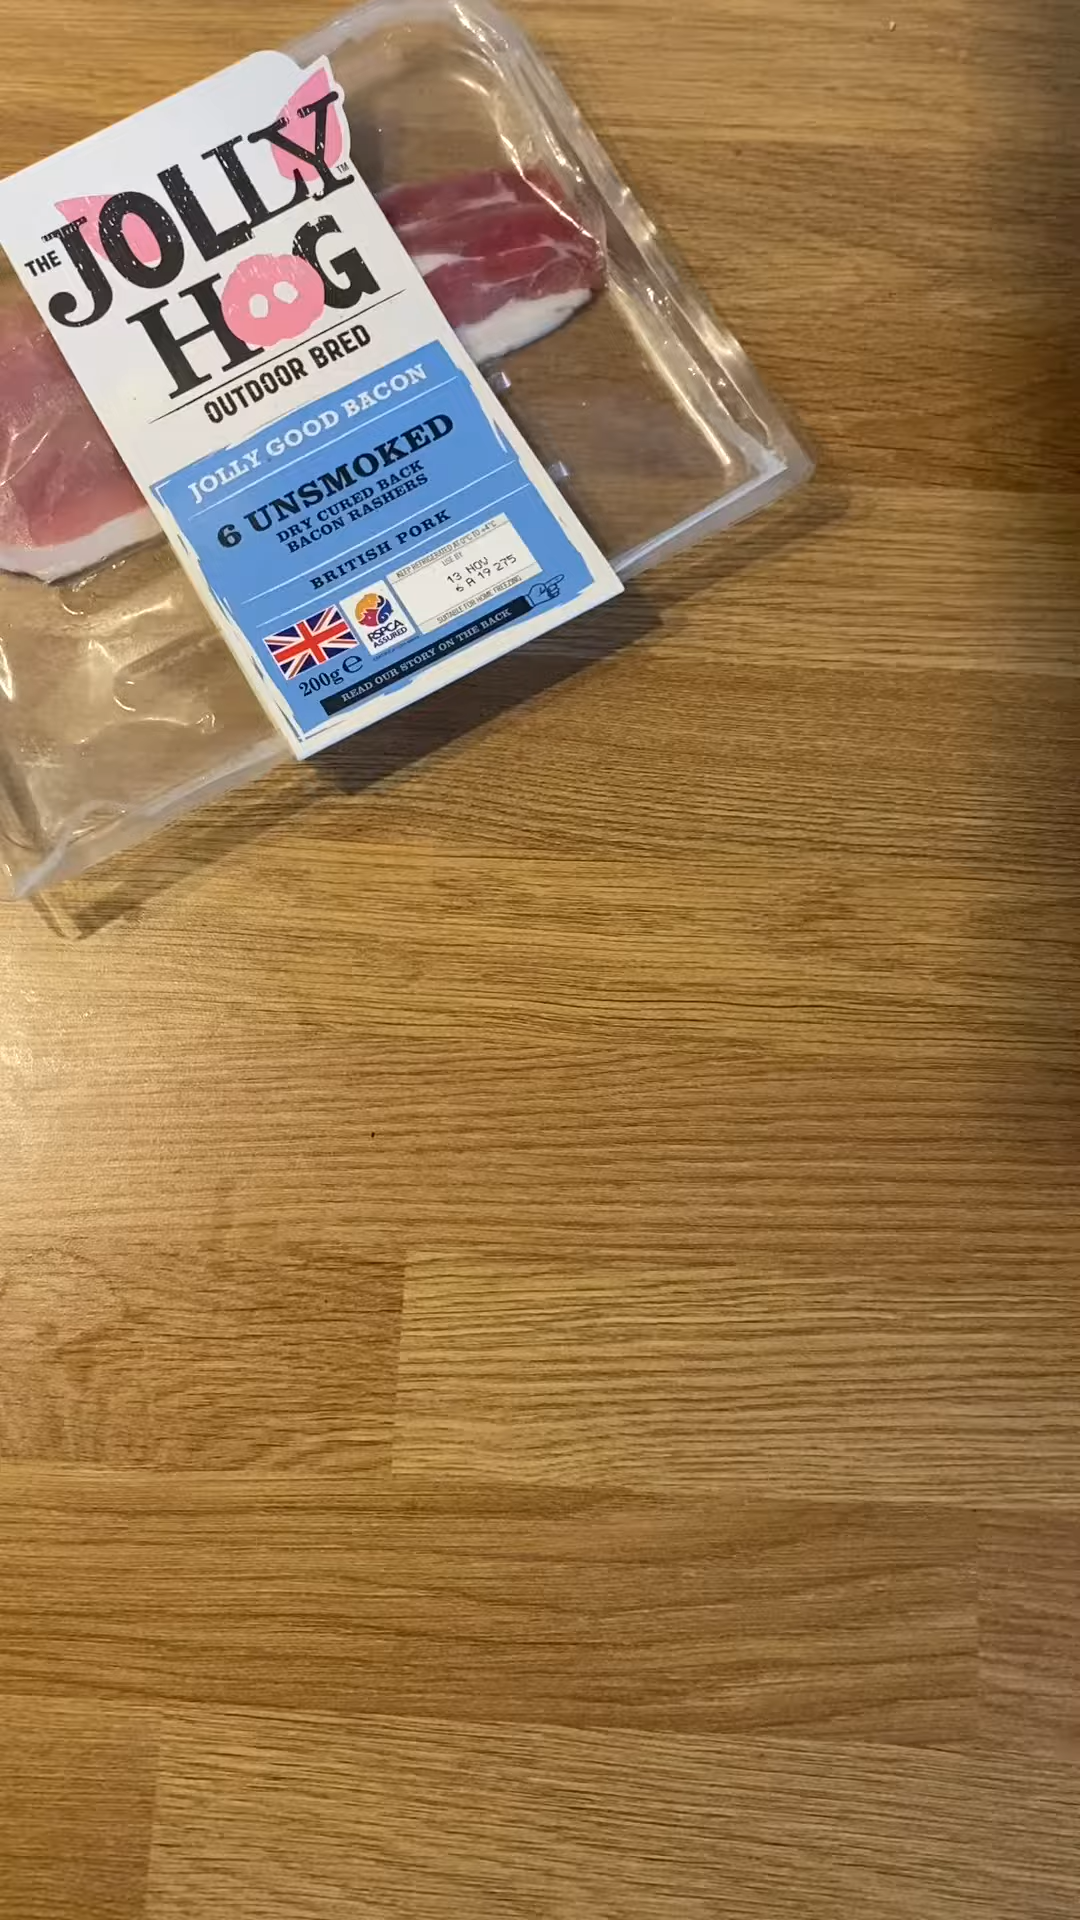 THE JOLLY™
HOG
OUTDOOR BRED
JOLLY GOOD BACON
6 UNSMOKED
DRY CURED BACK
BACON RASHERS
BRITISH PORK
KEEP REFRIGERATED AT 0°C TO +4°C
USE BY
13 NOV
6 A 19 275
SUITABLE FOR HOME FREEZING
RSPCA
ASSURED
200g e
READ OUR STORY ON THE BACK